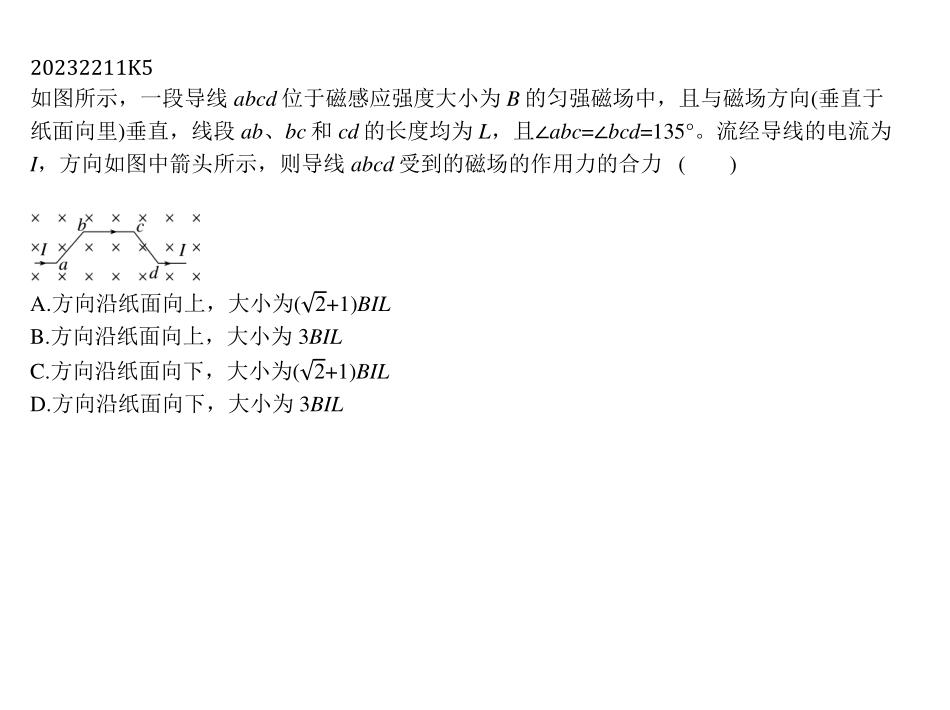 20232211K5
如图所示，一段导线 abcd 位于磁感应强度大小为 B 的匀强磁场中，且与磁场方向(垂直于
纸面向里)垂直，线段 ab、bc 和 cd 的长度均为 L，且∠abc=∠bcd=135°。流经导线的电流为
I，方向如图中箭头所示，则导线 abcd 受到的磁场的作用力的合力 (　　)
× × × × × × ×
b c
× I × × × × × I ×
a d
× × × × × × ×
A.方向沿纸面向上，大小为(√2+1)BIL
B.方向沿纸面向上，大小为 3BIL
C.方向沿纸面向下，大小为(√2+1)BIL
D.方向沿纸面向下，大小为 3BIL